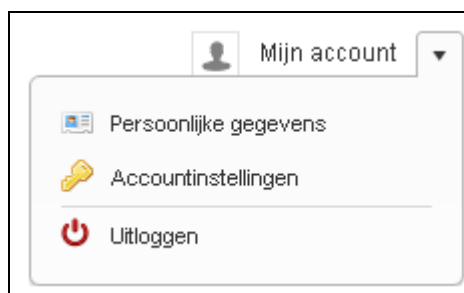 Mijn account
Persoonlijke gegevens
Accountinstellingen
Uitloggen